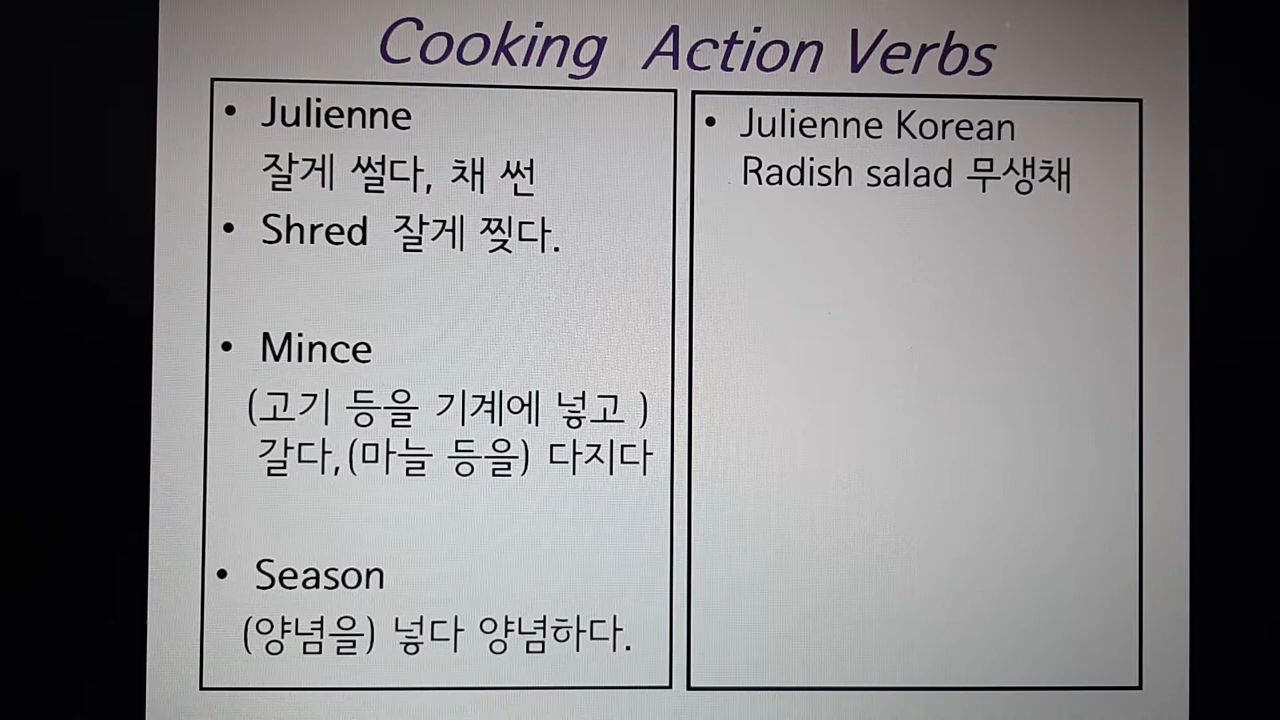 Cooking Action Verbs
• Julienne
잘게 썰다, 채 썬
• Shred 잘게 찢다.
• Mince
(고기 등을 기계에 넣고 )
갈다,(마늘 등을) 다지다
• Season
(양념을) 넣다 양념하다.
• Julienne Korean
Radish salad 무생채